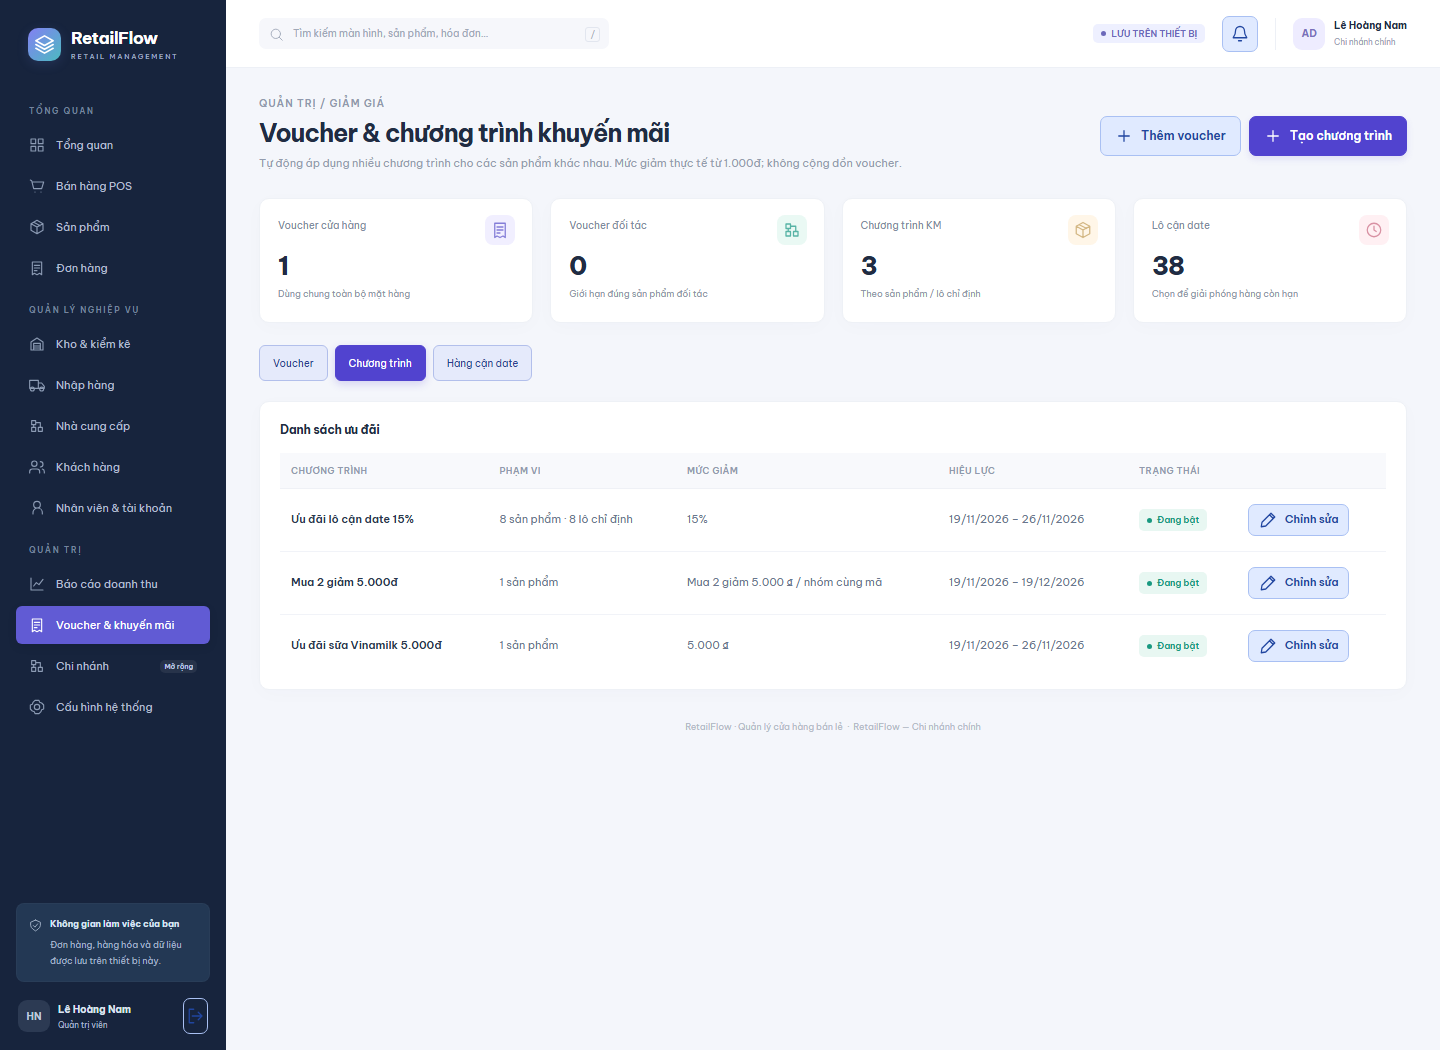 RetailFlow
RETAIL MANAGEMENT
TỔNG QUAN
Tổng quan
Bán hàng POS
Sản phẩm
Đơn hàng
QUẢN LÝ NGHIỆP VỤ
Kho & kiểm kê
Nhập hàng
Nhà cung cấp
Khách hàng
Nhân viên & tài khoản
QUẢN TRỊ
Báo cáo doanh thu
Voucher & khuyến mãi
Chi nhánh
Mở rộng
Cấu hình hệ thống
Không gian làm việc của bạn
Đơn hàng, hàng hóa và dữ liệu
được lưu trên thiết bị này.
HN
Lê Hoàng Nam
Quản trị viên
Tìm kiếm màn hình, sản phẩm, hóa đơn...
/
LƯU TRÊN THIẾT BỊ
AD
Lê Hoàng Nam
Chi nhánh chính
QUẢN TRỊ / GIẢM GIÁ
Voucher & chương trình khuyến mãi
Tự động áp dụng nhiều chương trình cho các sản phẩm khác nhau. Mức giảm thực tế từ 1.000đ; không cộng dồn voucher.
Thêm voucher
Tạo chương trình
Voucher cửa hàng
1
Dùng chung toàn bộ mặt hàng
Voucher đối tác
0
Giới hạn đúng sản phẩm đối tác
Chương trình KM
3
Theo sản phẩm / lô chỉ định
Lô cận date
38
Chọn để giải phóng hàng còn hạn
Voucher
Chương trình
Hàng cận date
Danh sách ưu đãi
CHƯƠNG TRÌNH PHẠM VI MỨC GIẢM HIỆU LỰC TRẠNG THÁI
Ưu đãi lô cận date 15% 8 sản phẩm · 8 lô chỉ định 15% 19/11/2026 – 26/11/2026 Đang bật Chỉnh sửa
Mua 2 giảm 5.000đ 1 sản phẩm Mua 2 giảm 5.000 ₫ / nhóm cùng mã 19/11/2026 – 19/12/2026 Đang bật Chỉnh sửa
Ưu đãi sữa Vinamilk 5.000đ 1 sản phẩm 5.000 ₫ 19/11/2026 – 26/11/2026 Đang bật Chỉnh sửa
RetailFlow · Quản lý cửa hàng bán lẻ · RetailFlow — Chi nhánh chính